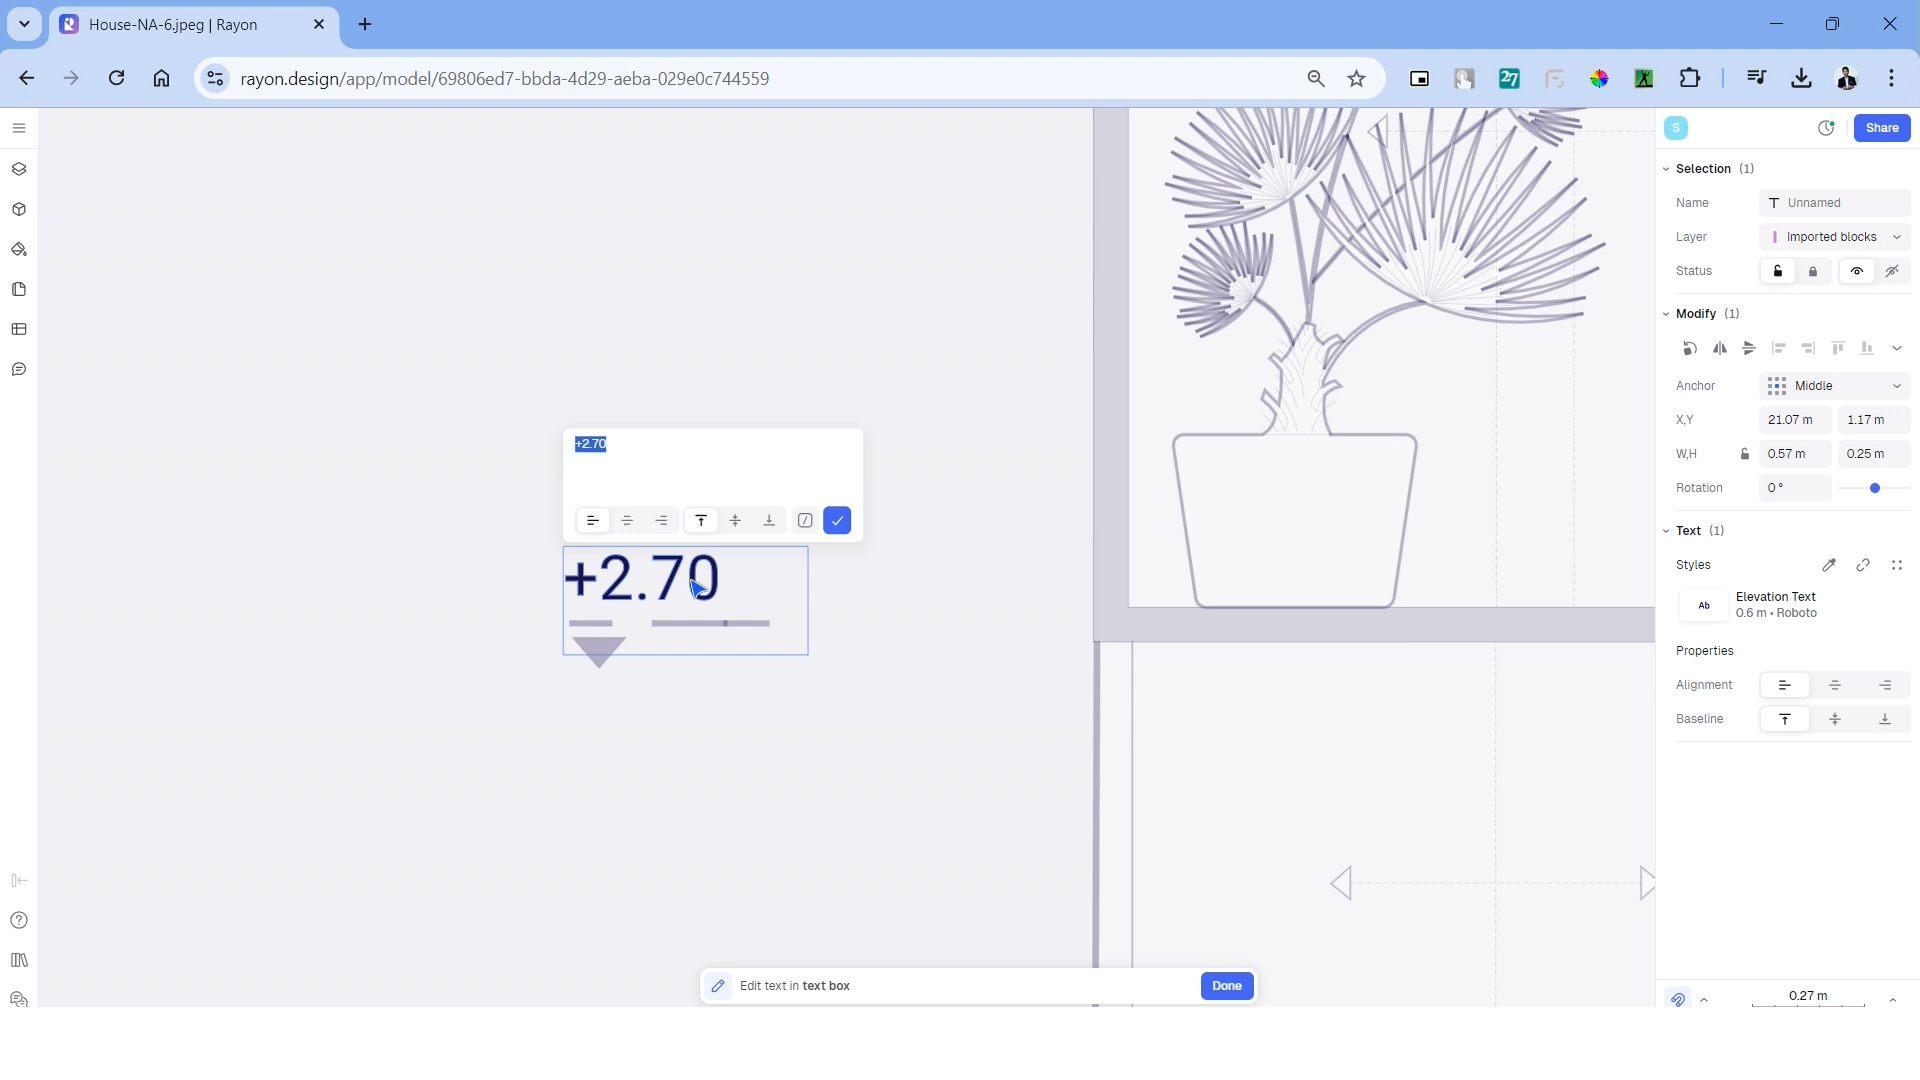 House-NA-6.jpeg | Rayon
rayon.design/app/model/69806ed7-bbda-4d29-aeba-029e0c744559
27
S
Share
Selection (1)
Name
Unnamed
Layer
Imported blocks
Status
Modify (1)
Anchor
Middle
X,Y
21.07 m
1.17 m
W,H
0.57 m
0.25 m
Rotation
0 °
Text (1)
Styles
Ab
Elevation Text
0.6 m • Roboto
Properties
Alignment
Baseline
+2.70
+2.70
Edit text in text box
Done
0.27 m